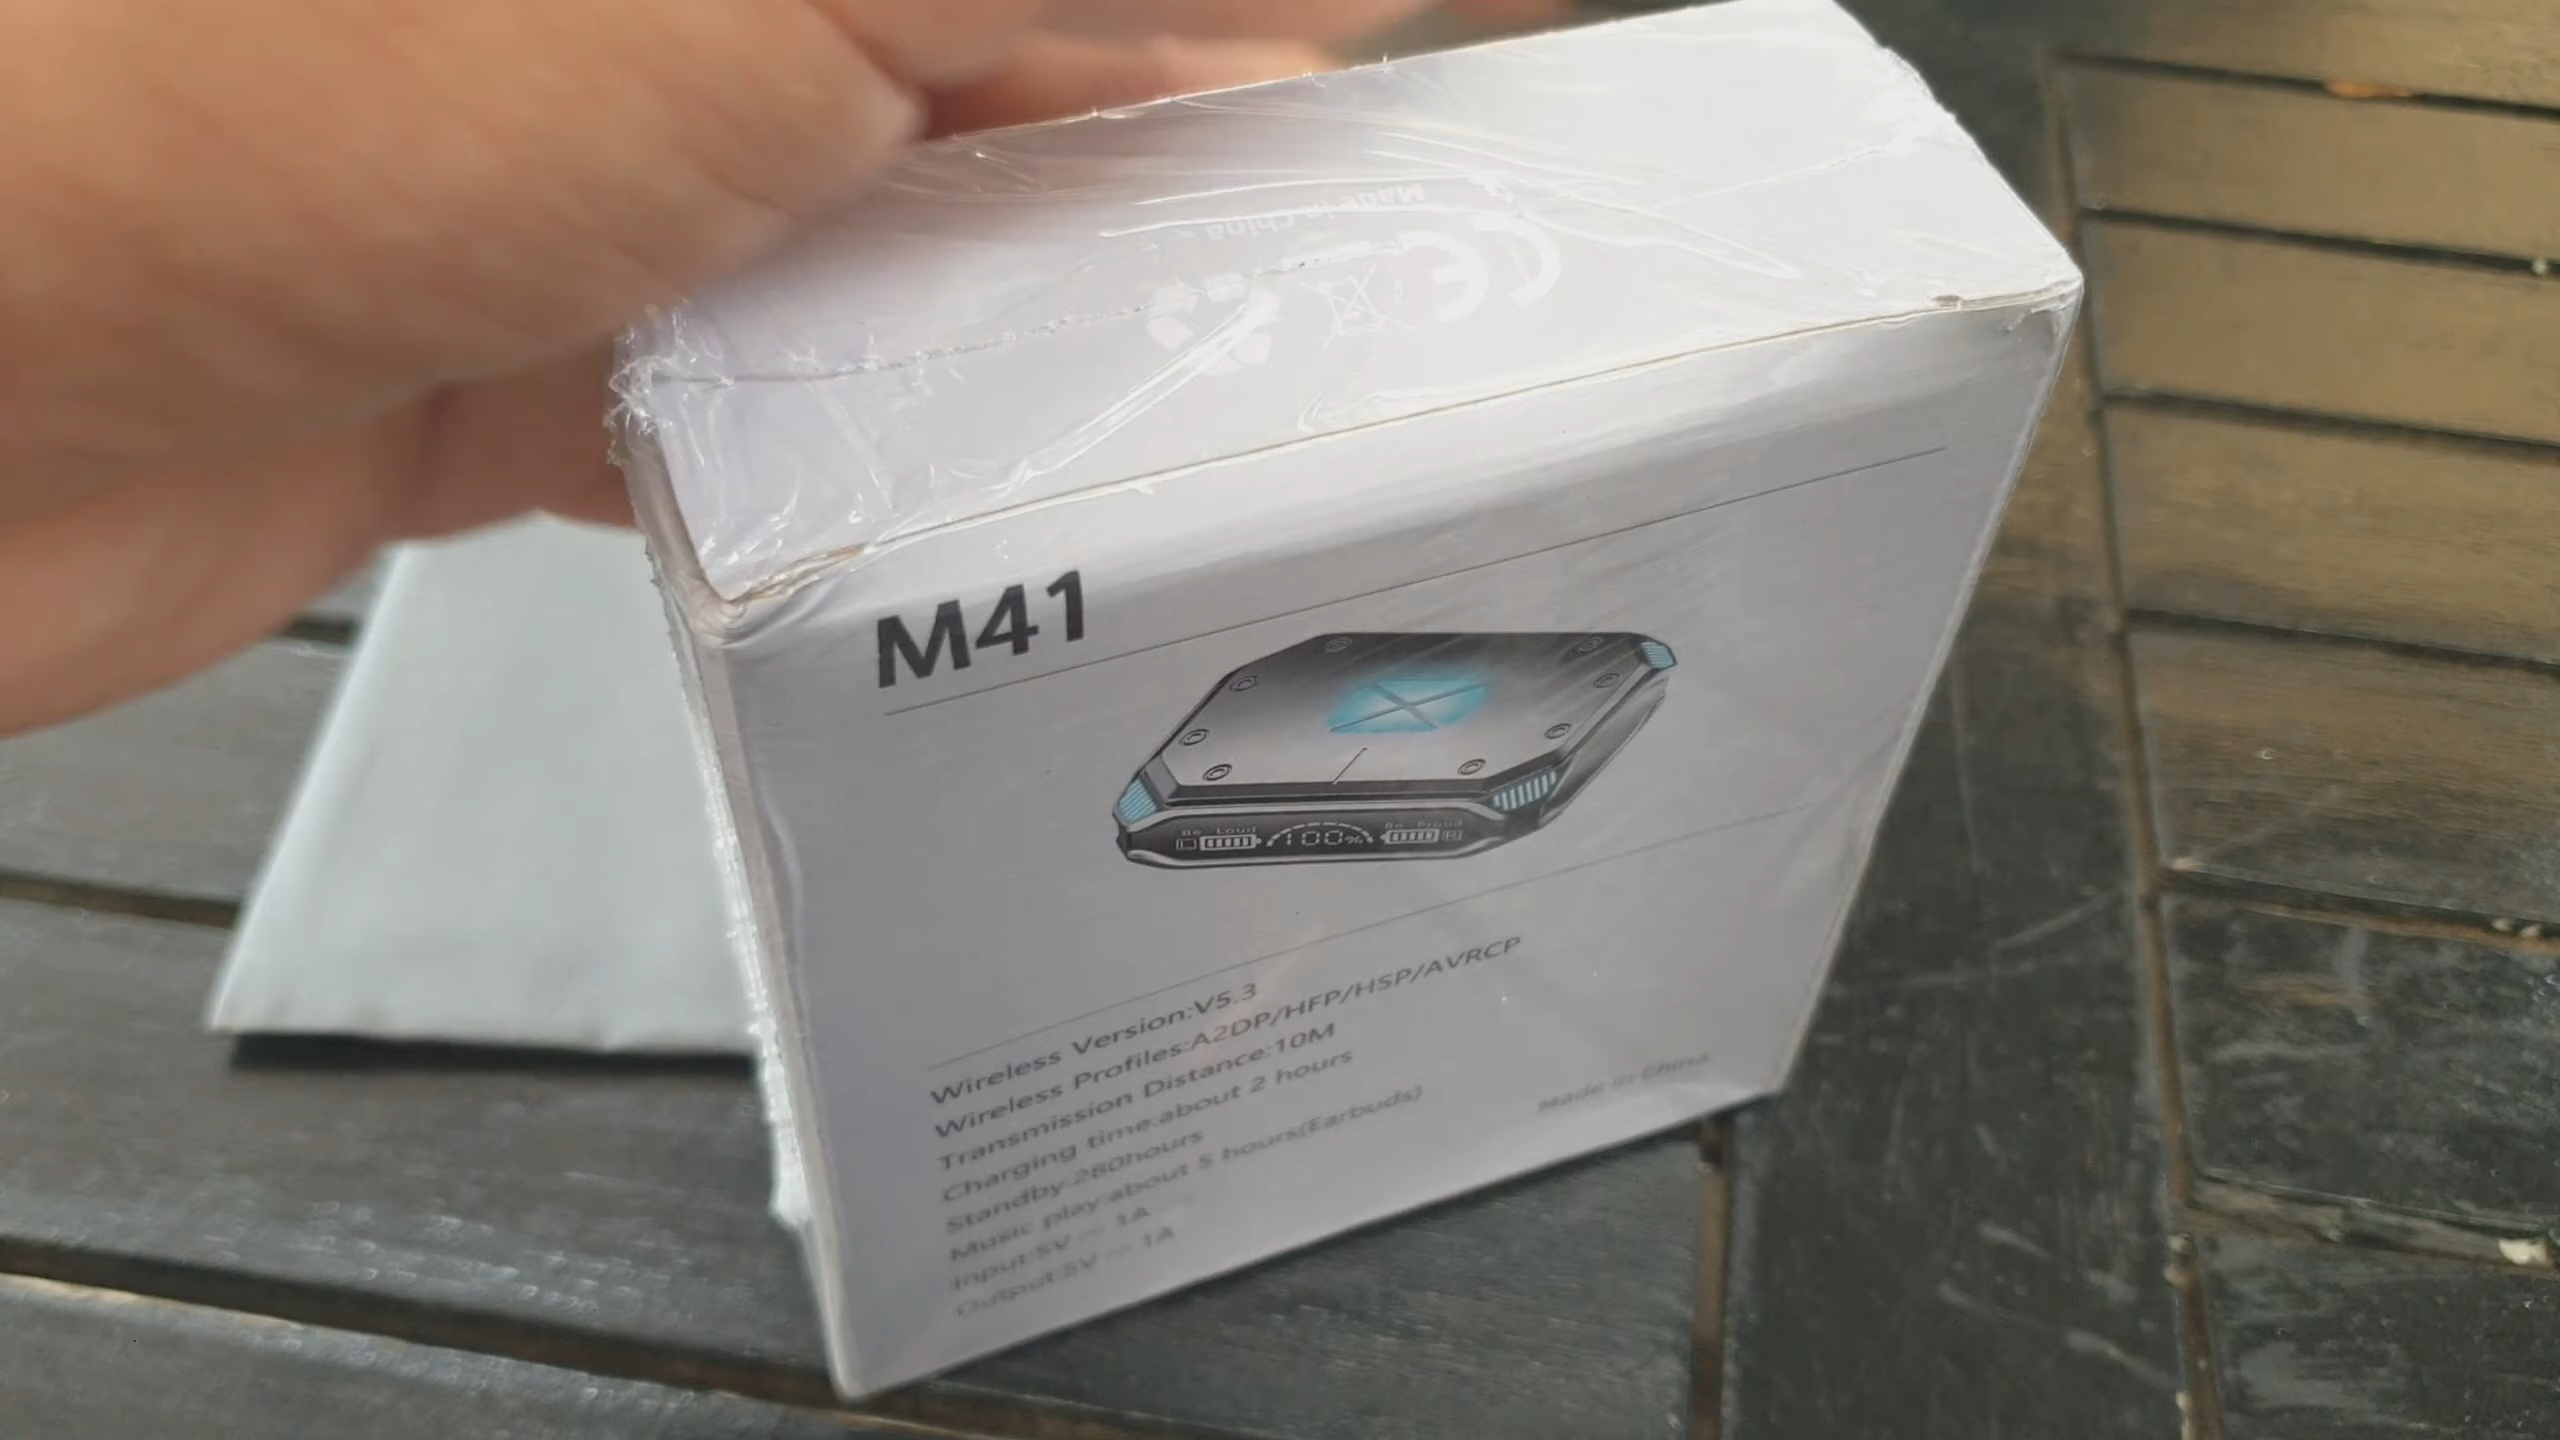 Made in China
CE
M41
Be Loud
Be Proud
L
100%
R
Wireless Version:V5.3
Wireless Profiles:A2DP/HFP/HSP/AVRCP
Transmission Distance:10M
Charging time:about 2 hours
Standby:280hours
Music play:about 5 hours(Earbuds)
Input:5V 1A
Output:5V 1A
Made in China